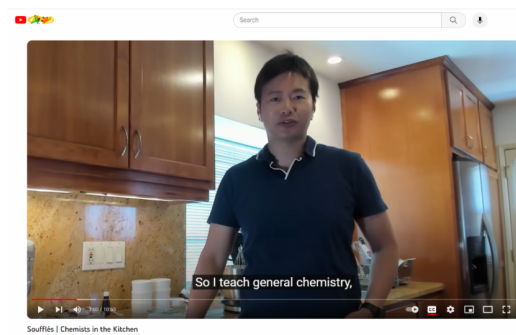 Search
So I teach general chemistry,
Soufflés | Chemists in the Kitchen